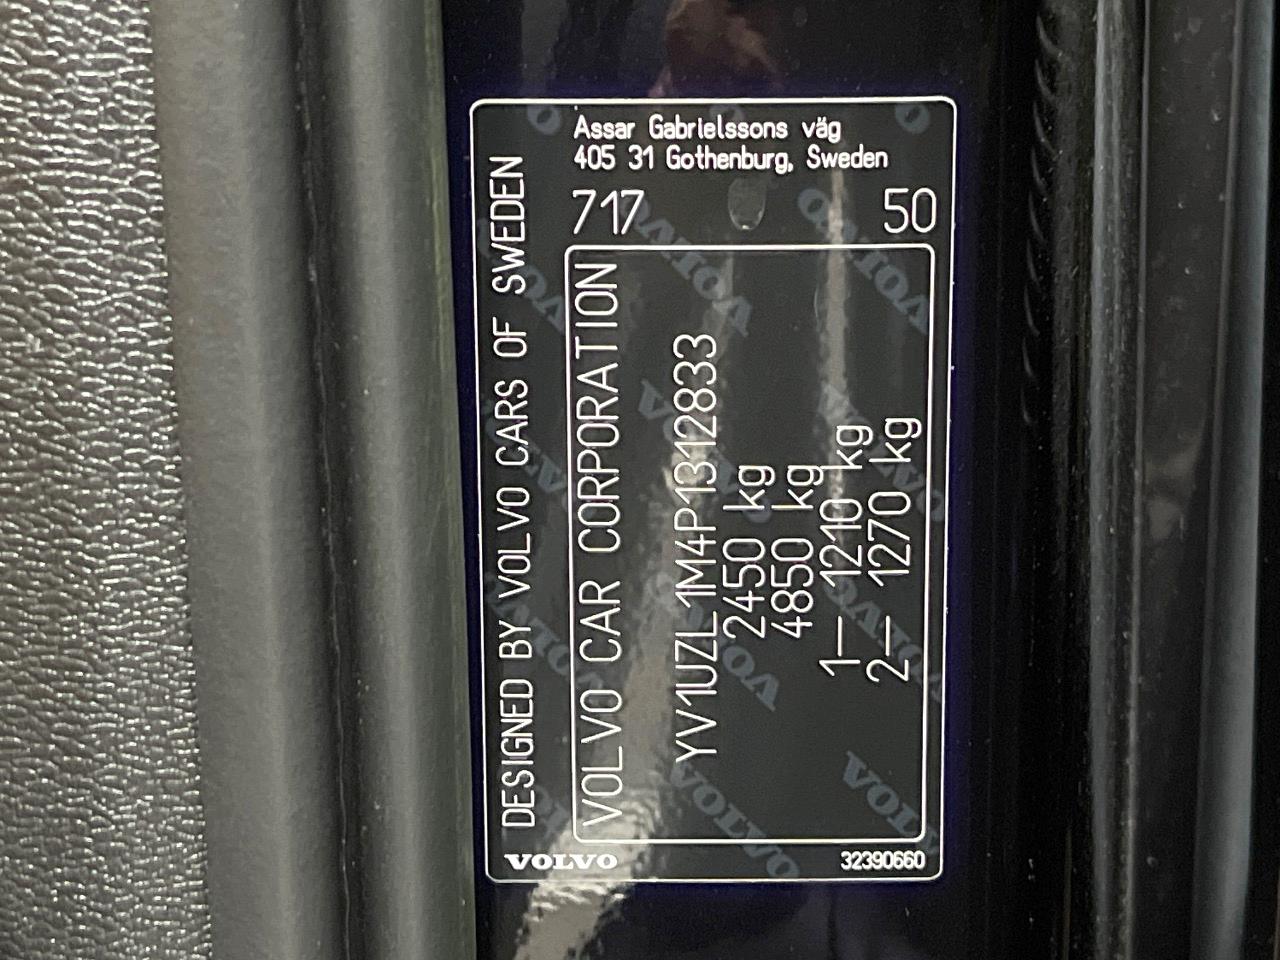 Assar Gabrielssons väg
405 31 Gothenburg, Sweden
717 50
DESIGNED BY VOLVO CARS OF SWEDEN
VOLVO CAR CORPORATION
YV1UZL1M4P1312833
2450 kg
4850 kg
1– 1210 kg
2– 1270 kg
VOLVO
32390660